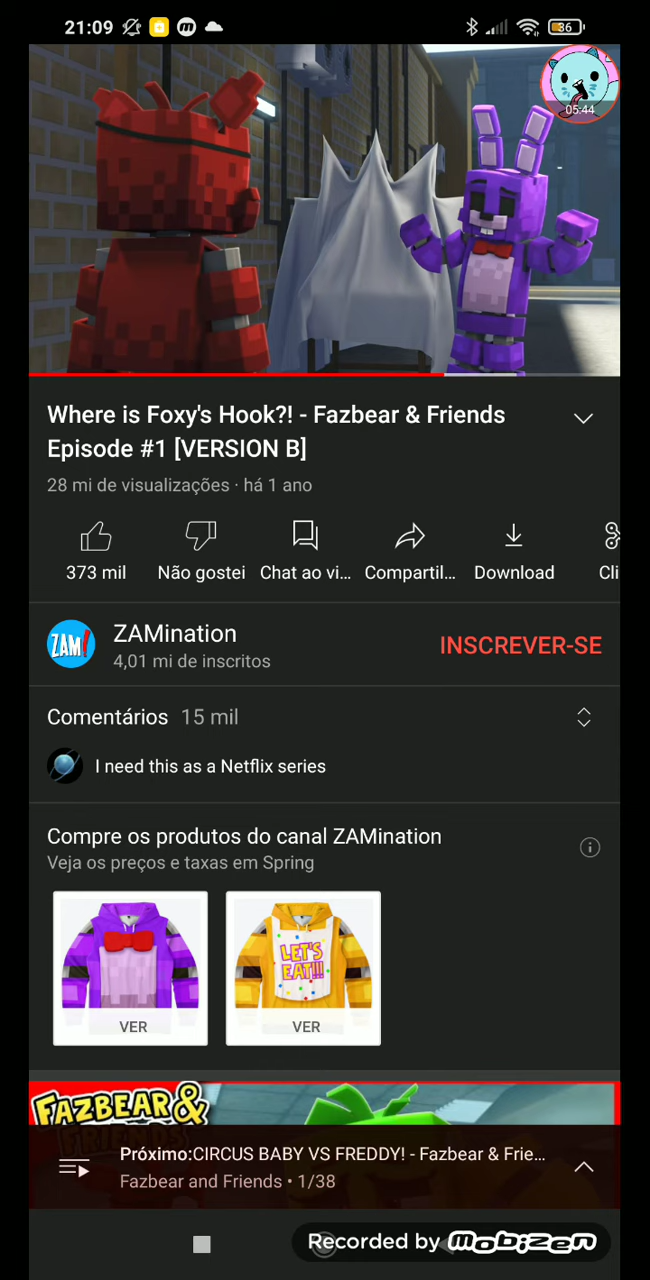 21:09
36
05:44
Where is Foxy's Hook?! - Fazbear & Friends
Episode #1 [VERSION B]
28 mi de visualizações · há 1 ano
373 mil
Não gostei
Chat ao vi...
Compartil...
Download
Cli
ZAM!
ZAMination
4,01 mi de inscritos
INSCREVER-SE
Comentários 15 mil
I need this as a Netflix series
Compre os produtos do canal ZAMination
Veja os preços e taxas em Spring
LET'S
EAT!!!
VER
VER
FAZBEAR &
FRIENDS
Próximo:CIRCUS BABY VS FREDDY! - Fazbear & Frie...
Fazbear and Friends • 1/38
Recorded by mobizen